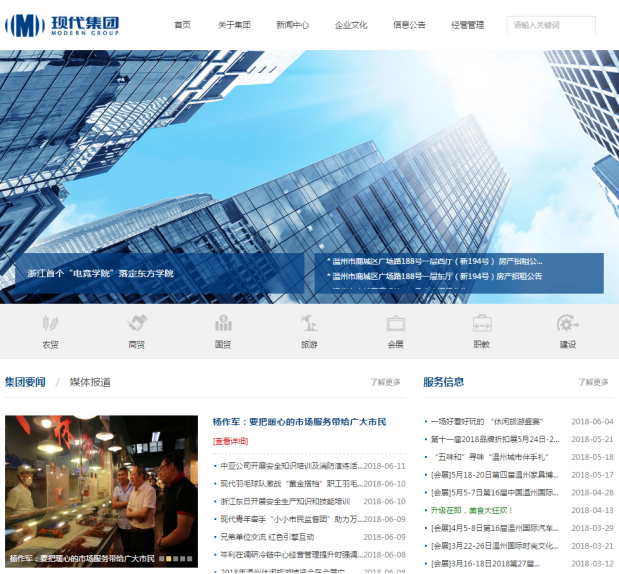 现代集团
MODERN GROUP
首页 关于集团 新闻中心 企业文化 信息公告 经营管理 请输入关键词
浙江首个“电竞学院”落定东方学院
* 温州市鹿城区广场路188号一层西厅（新194号）房产招租公...
* 温州市鹿城区广场路188号一层东厅（新194号）房产招租公告
农贸 商贸 国贸 旅游 会展 职教 建设
集团要闻 / 媒体报道 了解更多
杨作军：要把暖心的市场服务带给广大市民
[查看详细]
中亚公司开展安全知识培训及消防演练活...2018-06-11
现代羽毛球队激战“黄金搭档”职工羽毛...2018-06-10
浙江东日开展安全生产知识和技能培训 2018-06-10
现代青年牵手“小小市民监督团”助力万...2018-06-09
兄弟单位交流 红色引擎互动 2018-06-09
岑利在调研冷链中心经营管理提升时强调...2018-06-08
杨作军：要把暖心的市场服务带给广大市民
服务信息 了解更多
一场好看好玩的 “休闲旅游盛宴” 2018-06-04
第十一届2018品牌折扣展5月24日-2... 2018-05-21
“五味和”寻味“温州城市伴手礼” 2018-05-18
[会展]5月18-20日第四届温州家具博... 2018-05-17
[会展]5月5-7日第16届中国温州国际... 2018-04-28
升级在即，美食大狂欢！ 2018-04-13
[会展]4月5-8日第16届温州国际汽车... 2018-03-29
[会展]3月22-26日温州国际时尚文化... 2018-03-21
[会展]3月16-18日2018第27届... 2018-03-12